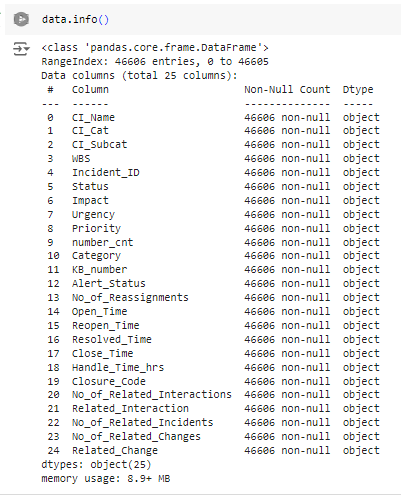 data.info()
<class 'pandas.core.frame.DataFrame'>
RangeIndex: 46606 entries, 0 to 46605
Data columns (total 25 columns):
 #   Column                      Non-Null Count  Dtype
---  ------                      --------------  -----
 0   CI_Name                     46606 non-null  object
 1   CI_Cat                      46606 non-null  object
 2   CI_Subcat                   46606 non-null  object
 3   WBS                         46606 non-null  object
 4   Incident_ID                 46606 non-null  object
 5   Status                      46606 non-null  object
 6   Impact                      46606 non-null  object
 7   Urgency                     46606 non-null  object
 8   Priority                    46606 non-null  object
 9   number_cnt                  46606 non-null  object
 10  Category                    46606 non-null  object
 11  KB_number                   46606 non-null  object
 12  Alert_Status                46606 non-null  object
 13  No_of_Reassignments         46606 non-null  object
 14  Open_Time                   46606 non-null  object
 15  Reopen_Time                 46606 non-null  object
 16  Resolved_Time               46606 non-null  object
 17  Close_Time                  46606 non-null  object
 18  Handle_Time_hrs             46606 non-null  object
 19  Closure_Code                46606 non-null  object
 20  No_of_Related_Interactions  46606 non-null  object
 21  Related_Interaction         46606 non-null  object
 22  No_of_Related_Incidents     46606 non-null  object
 23  No_of_Related_Changes       46606 non-null  object
 24  Related_Change              46606 non-null  object
dtypes: object(25)
memory usage: 8.9+ MB